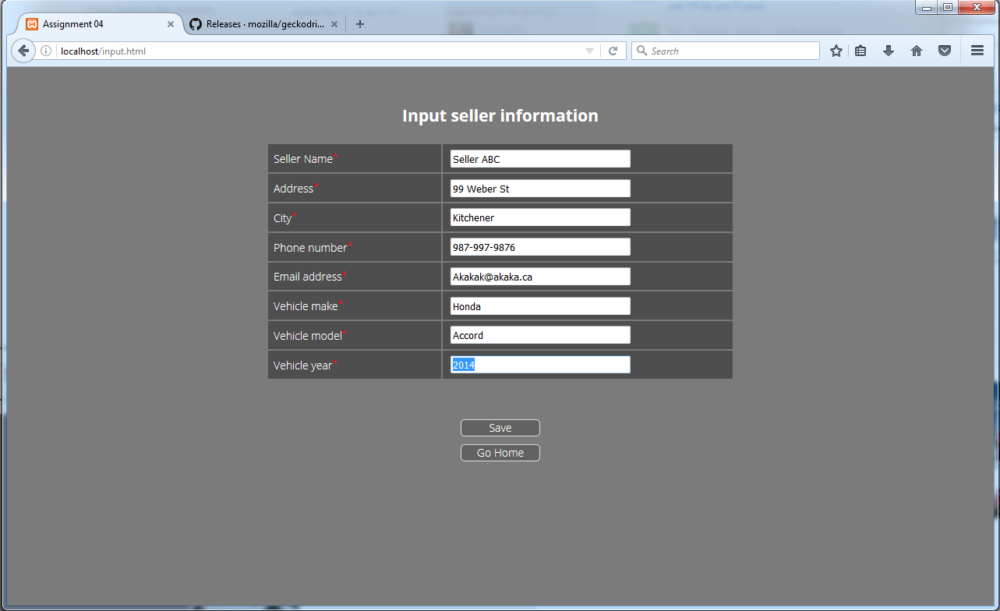 Assignment 04
Releases · mozilla/geckodri...
localhost/input.html
Search
Input seller information
Seller Name* Seller ABC
Address* 99 Weber St
City* Kitchener
Phone number* 987-997-9876
Email address* Akakak@akaka.ca
Vehicle make* Honda
Vehicle model* Accord
Vehicle year* 2014
Save
Go Home